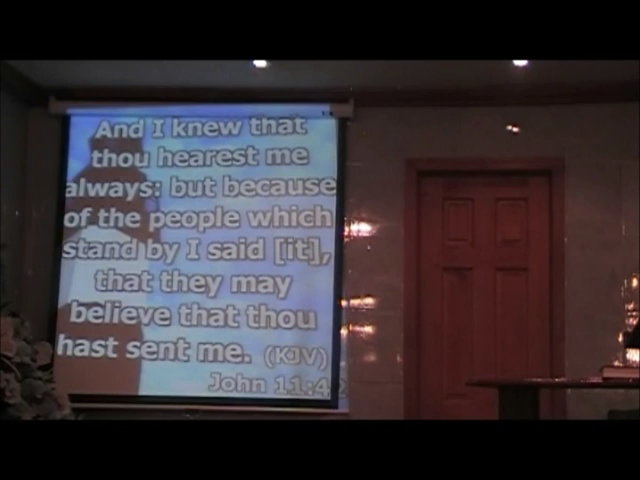 And I knew that
thou hearest me
always: but because
of the people which
stand by I said [it],
that they may
believe that thou
hast sent me. (KJV)
John 11:42